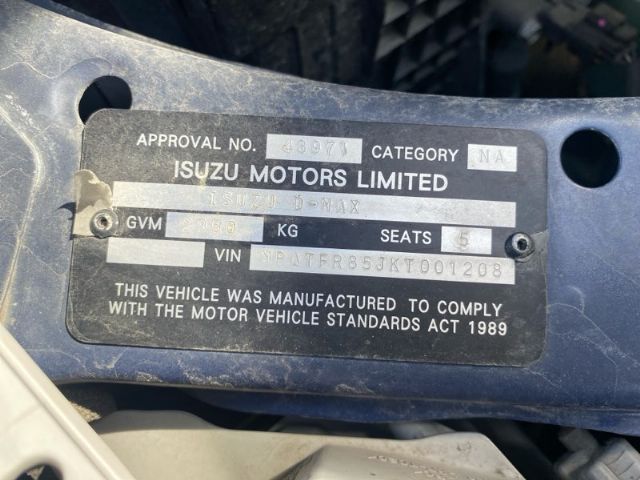 APPROVAL NO. 43971 CATEGORY NA
ISUZU MOTORS LIMITED
ISUZU D-MAX
GVM KG SEATS 5
VIN MPATFR85JKT001208
THIS VEHICLE WAS MANUFACTURED TO COMPLY
WITH THE MOTOR VEHICLE STANDARDS ACT 1989